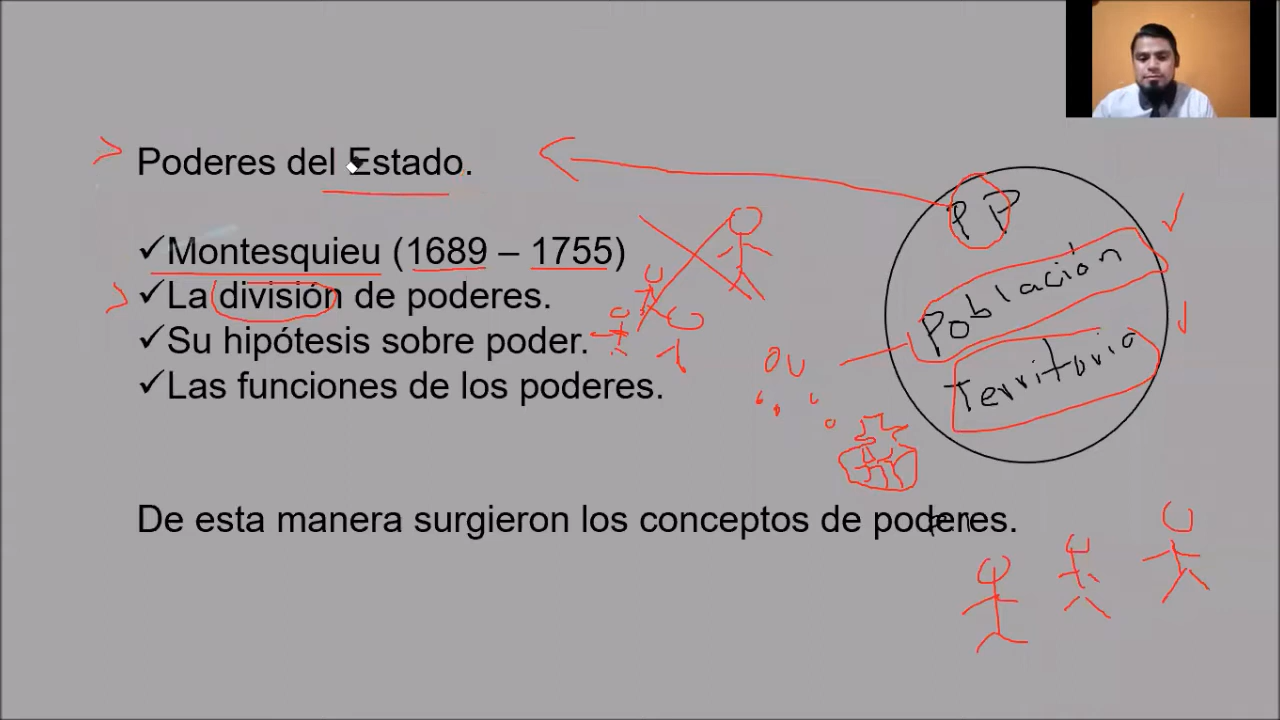 Poderes del Estado.
✓Montesquieu (1689 – 1755)
✓La división de poderes.
✓Su hipótesis sobre poder.
✓Las funciones de los poderes.
De esta manera surgieron los conceptos de poderes.
PP
Población
Territorio